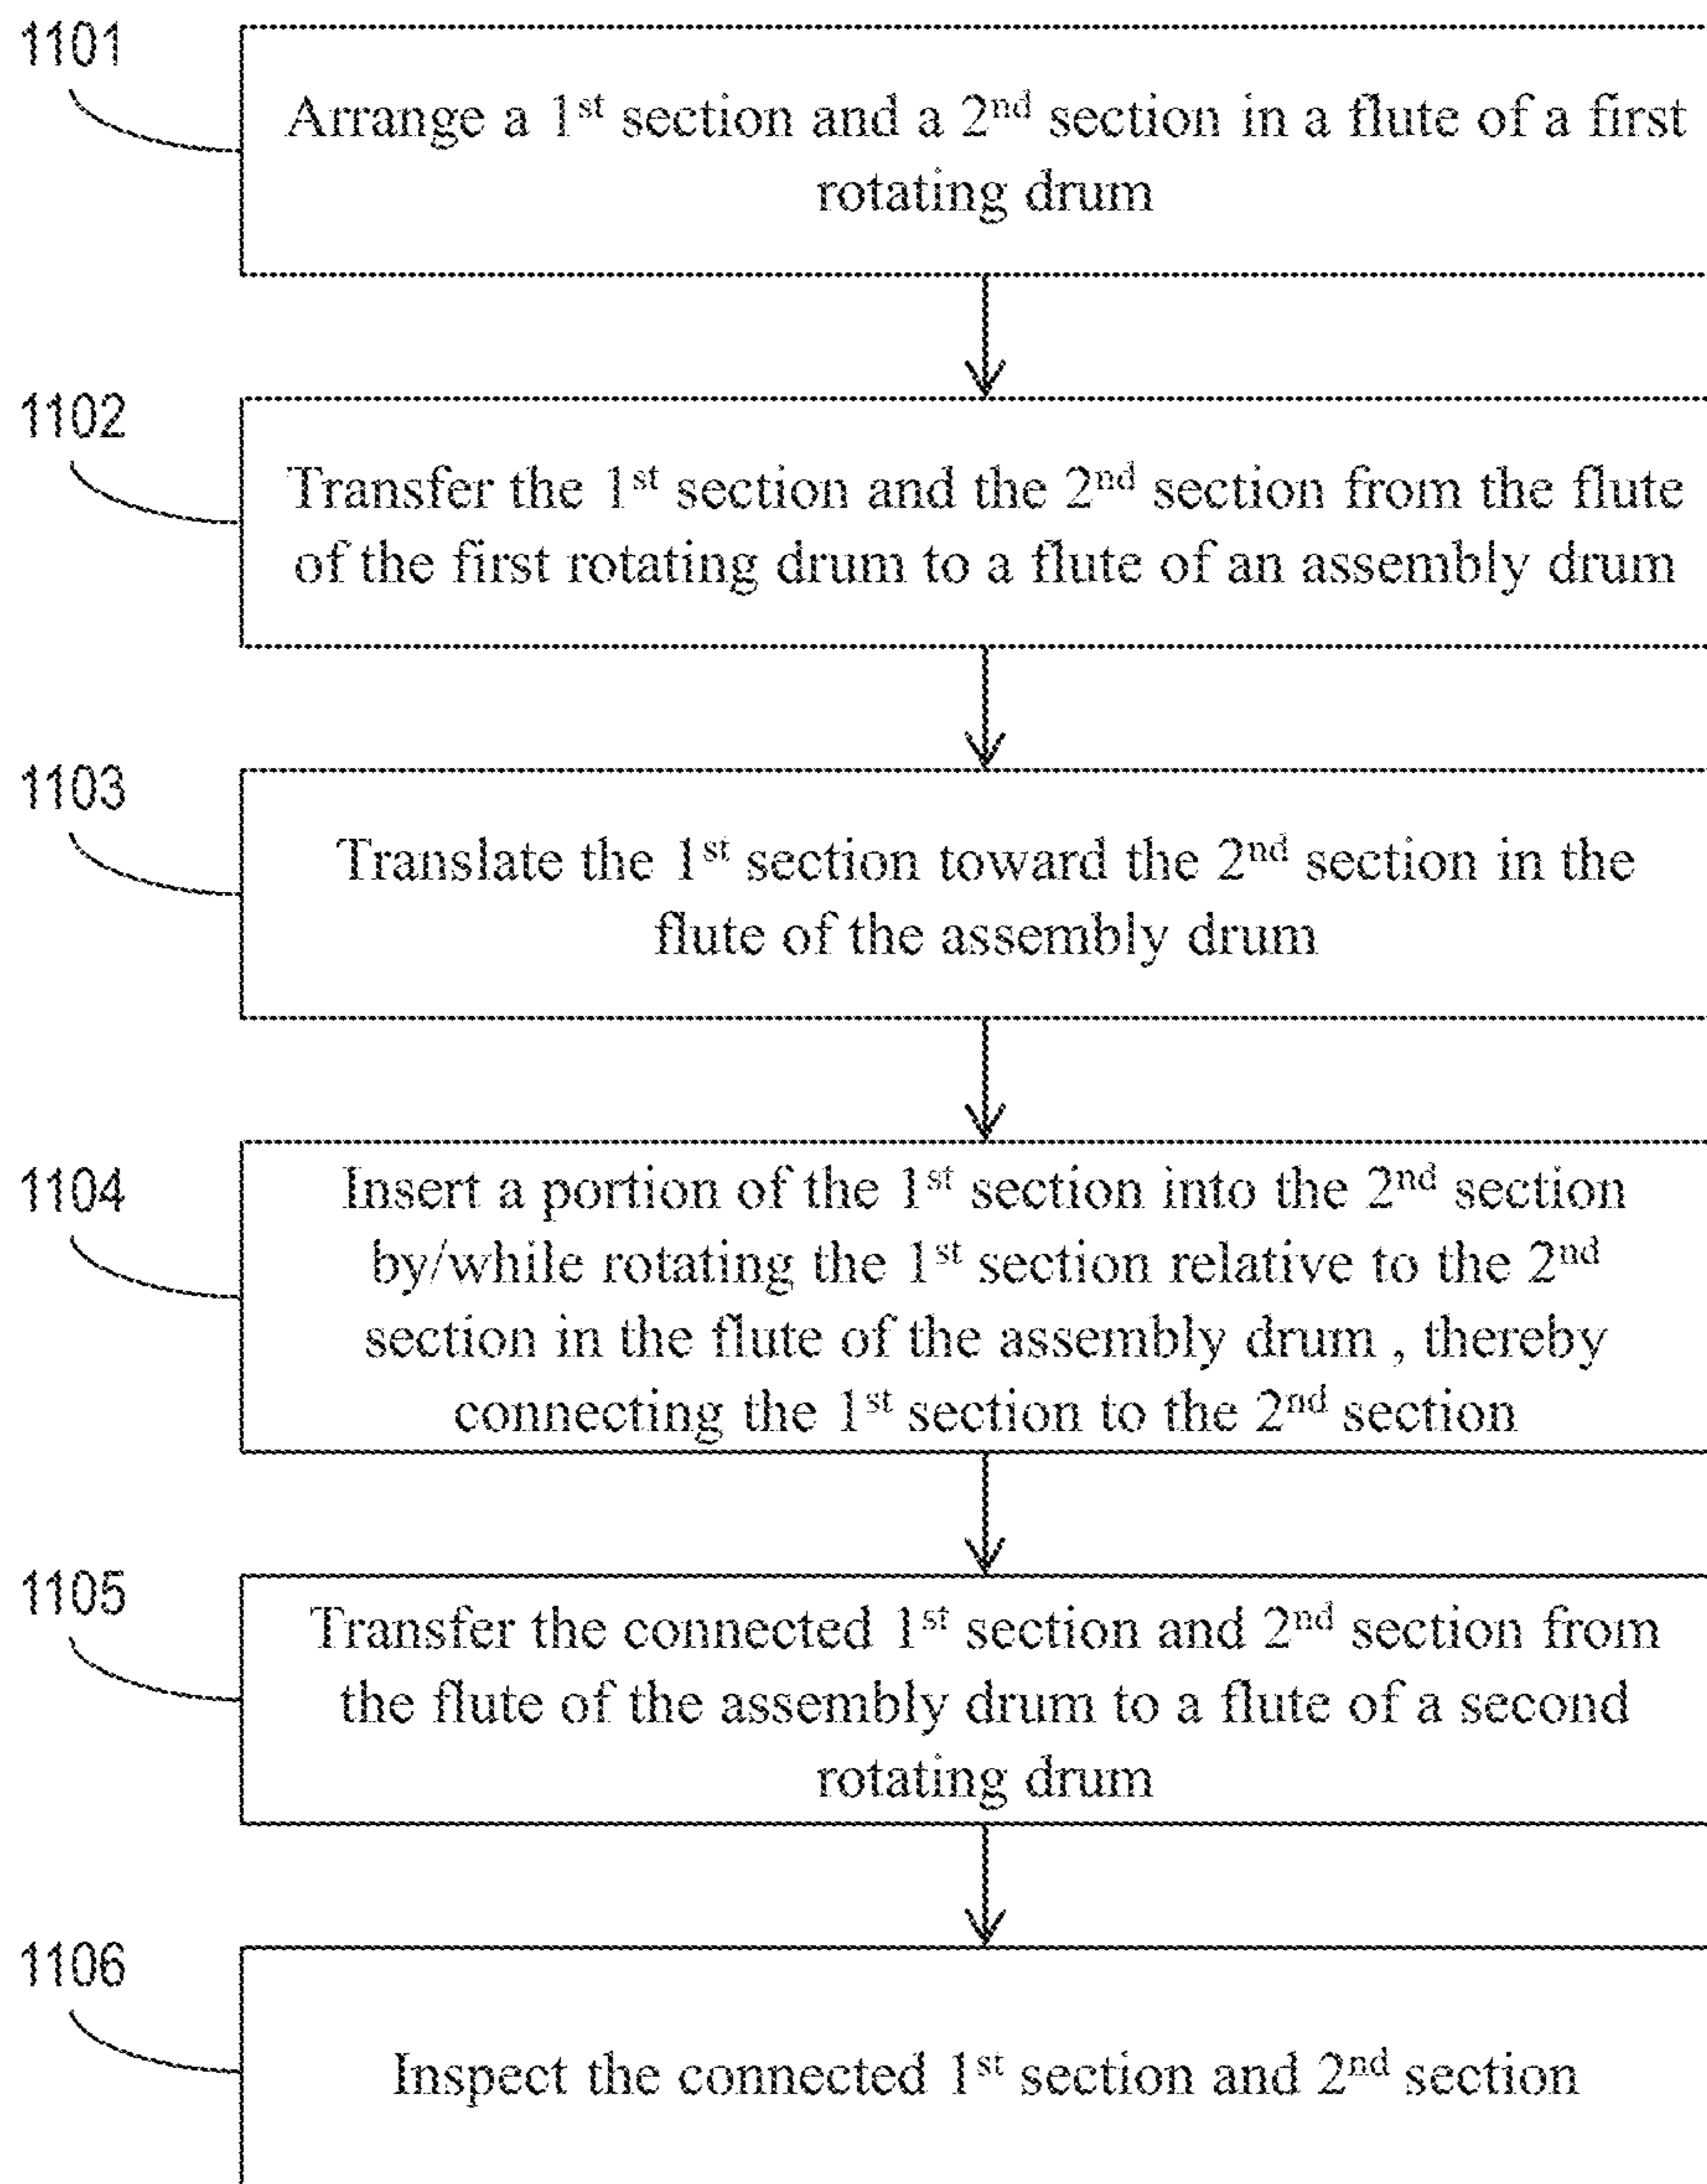 1101
Arrange a 1st section and a 2nd section in a flute of a first
rotating drum
1102
Transfer the 1st section and the 2nd section from the flute
of the first rotating drum to a flute of an assembly drum
1103
Translate the 1st section toward the 2nd section in the
flute of the assembly drum
1104
Insert a portion of the 1st section into the 2nd section
by/while rotating the 1st section relative to the 2nd
section in the flute of the assembly drum , thereby
connecting the 1st section to the 2nd section
1105
Transfer the connected 1st section and 2nd section from
the flute of the assembly drum to a flute of a second
rotating drum
1106
Inspect the connected 1st section and 2nd section